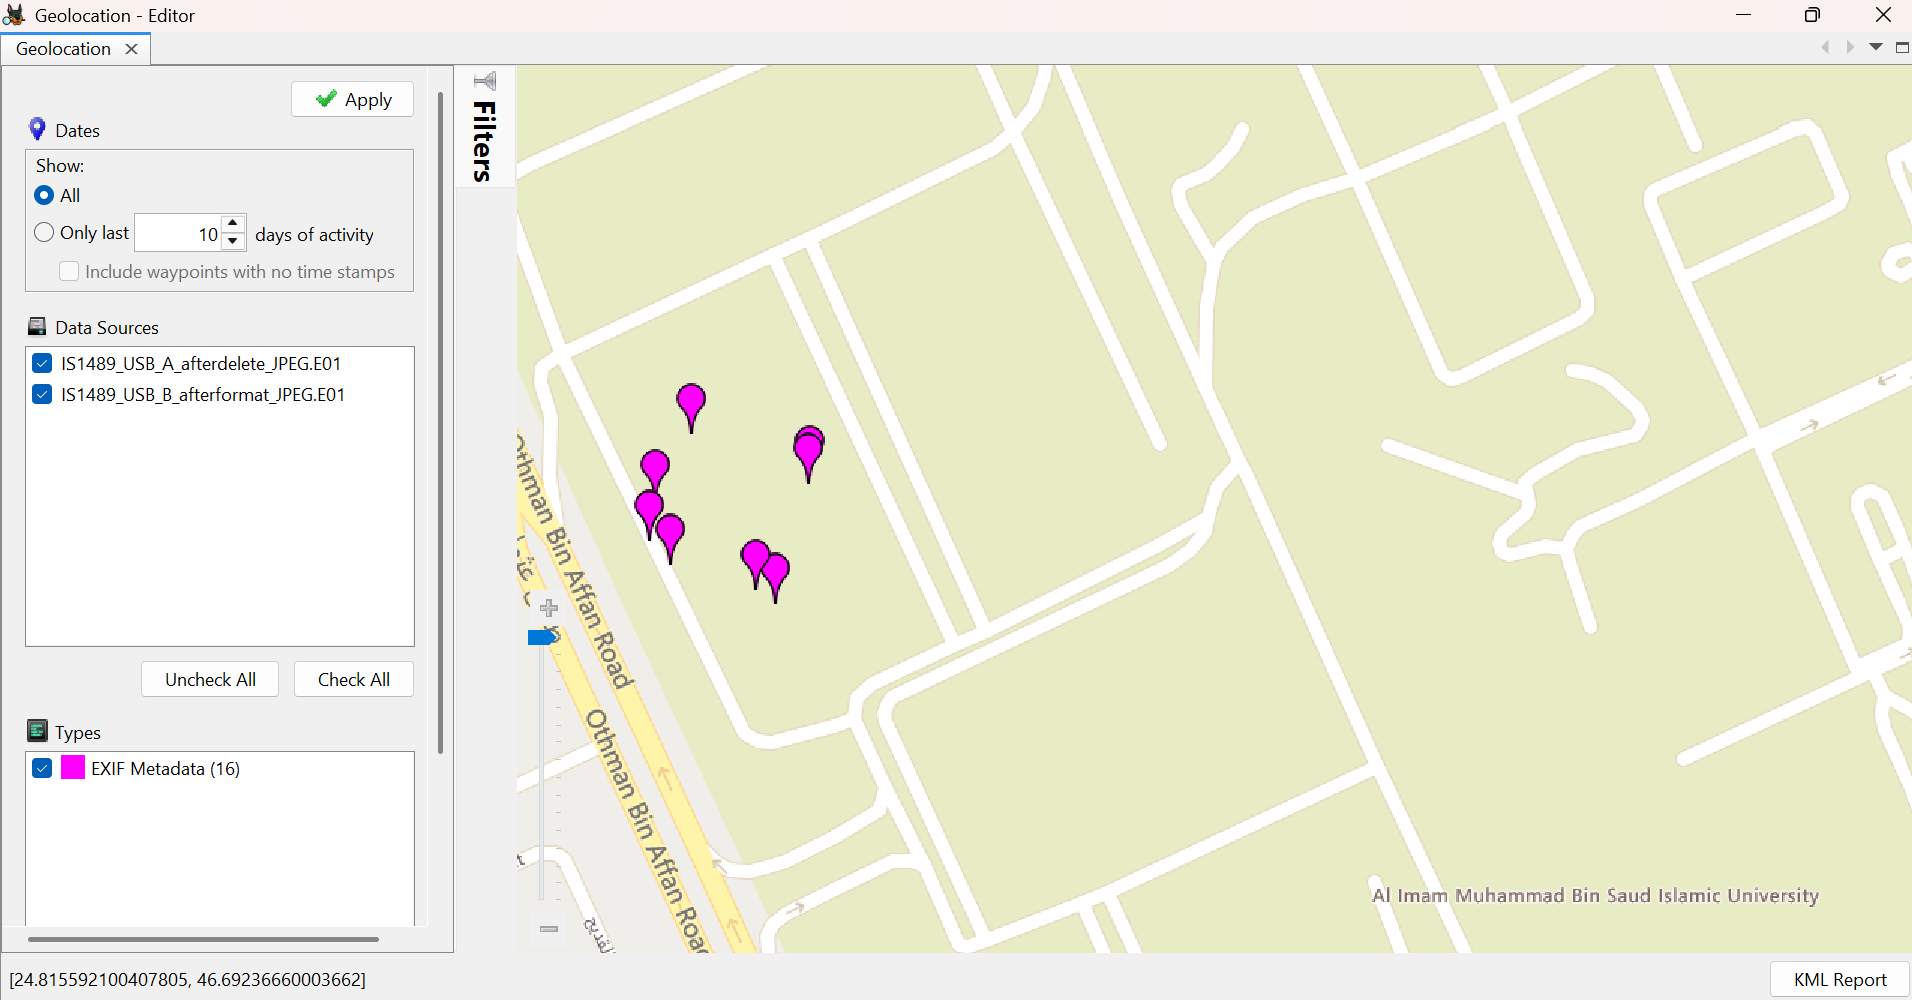 Geolocation - Editor
Geolocation
Apply
Dates
Show:
All
Only last 10 days of activity
Include waypoints with no time stamps
Data Sources
IS1489_USB_A_afterdelete_JPEG.E01
IS1489_USB_B_afterformat_JPEG.E01
Uncheck All
Check All
Types
EXIF Metadata (16)
Filters
Othman Bin Affan Road
Othman Bin Affan Road
Al Imam Muhammad Bin Saud Islamic University
[24.815592100407805, 46.69236660003662]
KML Report